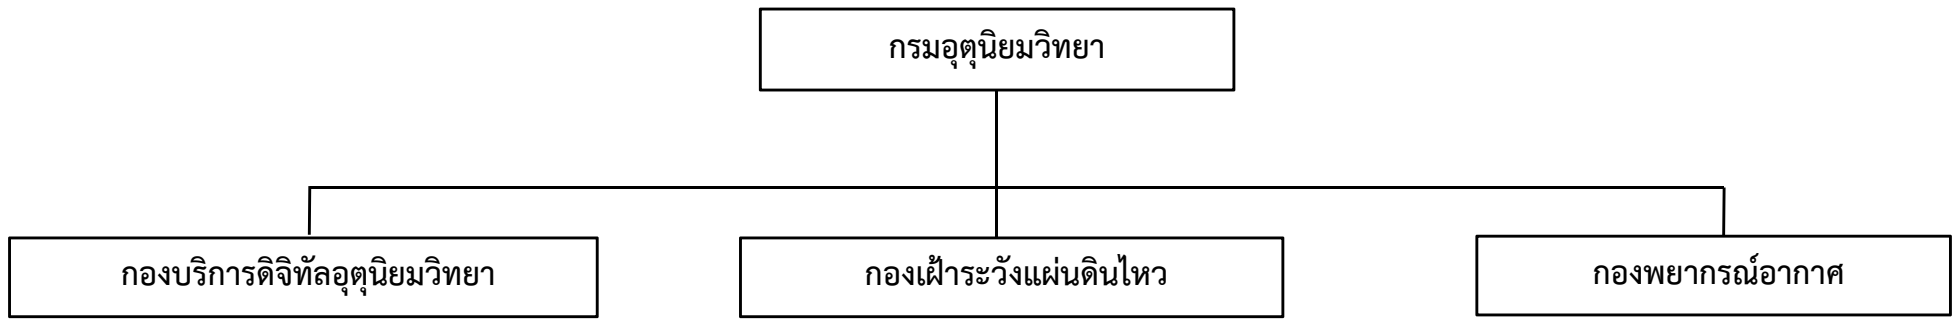 กรมอุตุนิยมวิทยา
กองบริการดิจิทัลอุตุนิยมวิทยา
กองเฝ้าระวังแผ่นดินไหว
กองพยากรณ์อากาศ